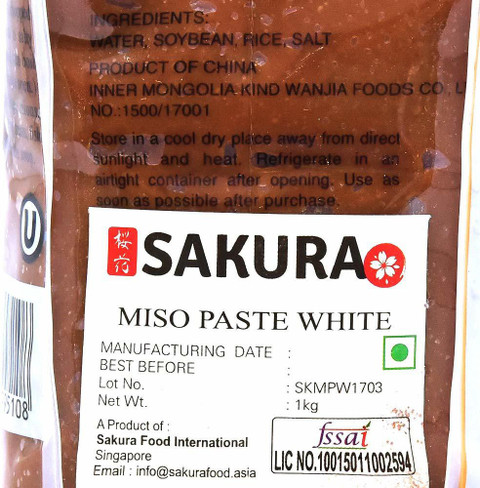 INGREDIENTS:
WATER, SOYBEAN, RICE, SALT
PRODUCT OF CHINA
INNER MONGOLIA KIND WANJIA FOODS CO.,
NO.:1500/17001
Store in a cool dry place away from direct
sunlight and heat. Refrigerate in an
airtight container after opening. Use as
soon as possible after purchase.
U
SAKURA
MISO PASTE WHITE
MANUFACTURING DATE :
BEST BEFORE :
Lot No. : SKMPW1703
Net Wt. : 1kg
A Product of :
Sakura Food International
Singapore
Email : info@sakurafood.asia
fssai
LIC NO.10015011002594
5108